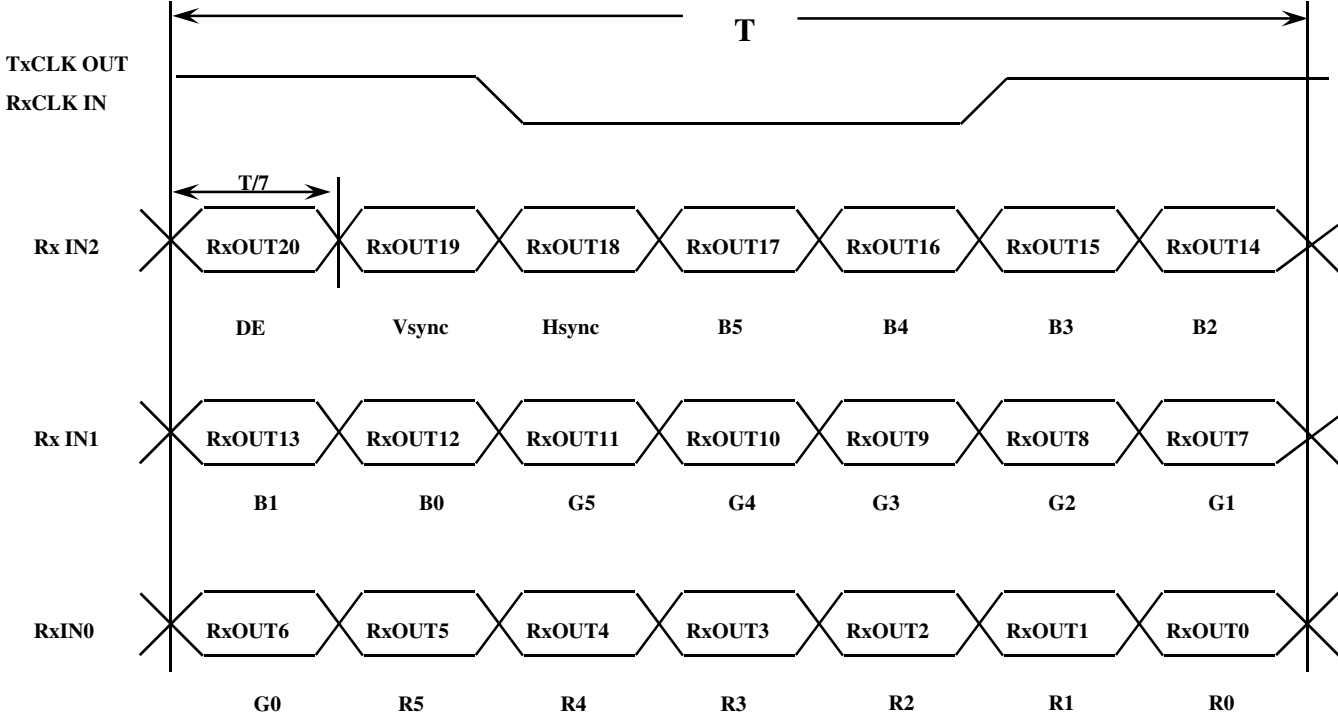 T
TxCLK OUT
RxCLK IN
T/7
Rx IN2 RxOUT20 RxOUT19 RxOUT18 RxOUT17 RxOUT16 RxOUT15 RxOUT14
DE Vsync Hsync B5 B4 B3 B2
Rx IN1 RxOUT13 RxOUT12 RxOUT11 RxOUT10 RxOUT9 RxOUT8 RxOUT7
B1 B0 G5 G4 G3 G2 G1
RxIN0 RxOUT6 RxOUT5 RxOUT4 RxOUT3 RxOUT2 RxOUT1 RxOUT0
G0 R5 R4 R3 R2 R1 R0